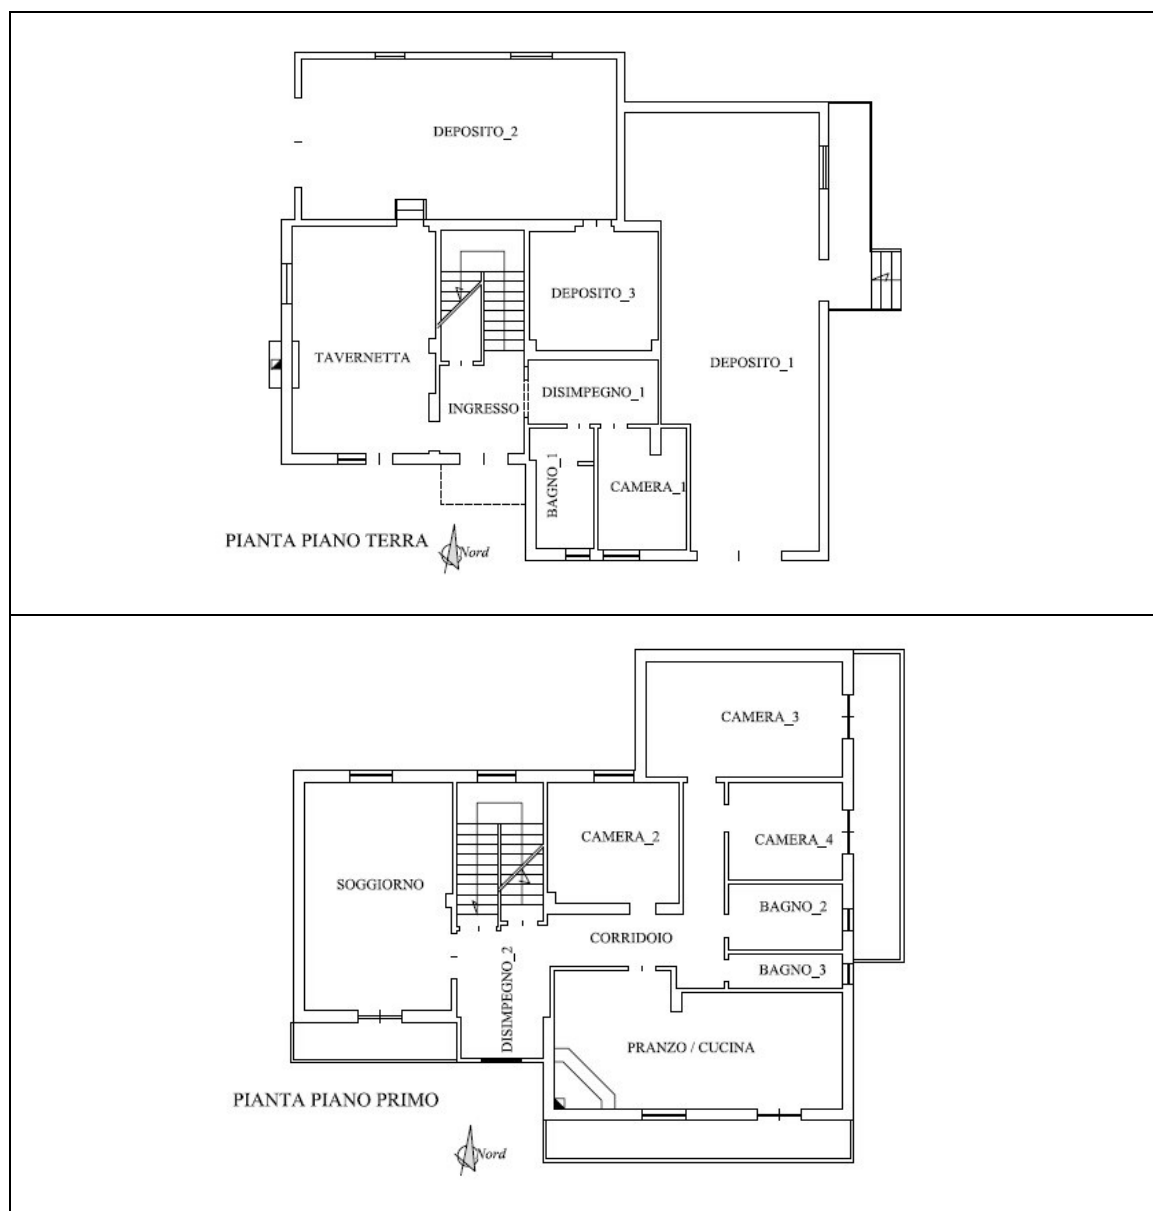 DEPOSITO_2
DEPOSITO_3
TAVERNETTA
DEPOSITO_1
DISIMPEGNO_1
INGRESSO
BAGNO_1
CAMERA_1
PIANTA PIANO TERRA
Nord
CAMERA_3
CAMERA_2
CAMERA_4
SOGGIORNO
BAGNO_2
CORRIDOIO
BAGNO_3
DISIMPEGNO_2
PRANZO / CUCINA
PIANTA PIANO PRIMO
Nord